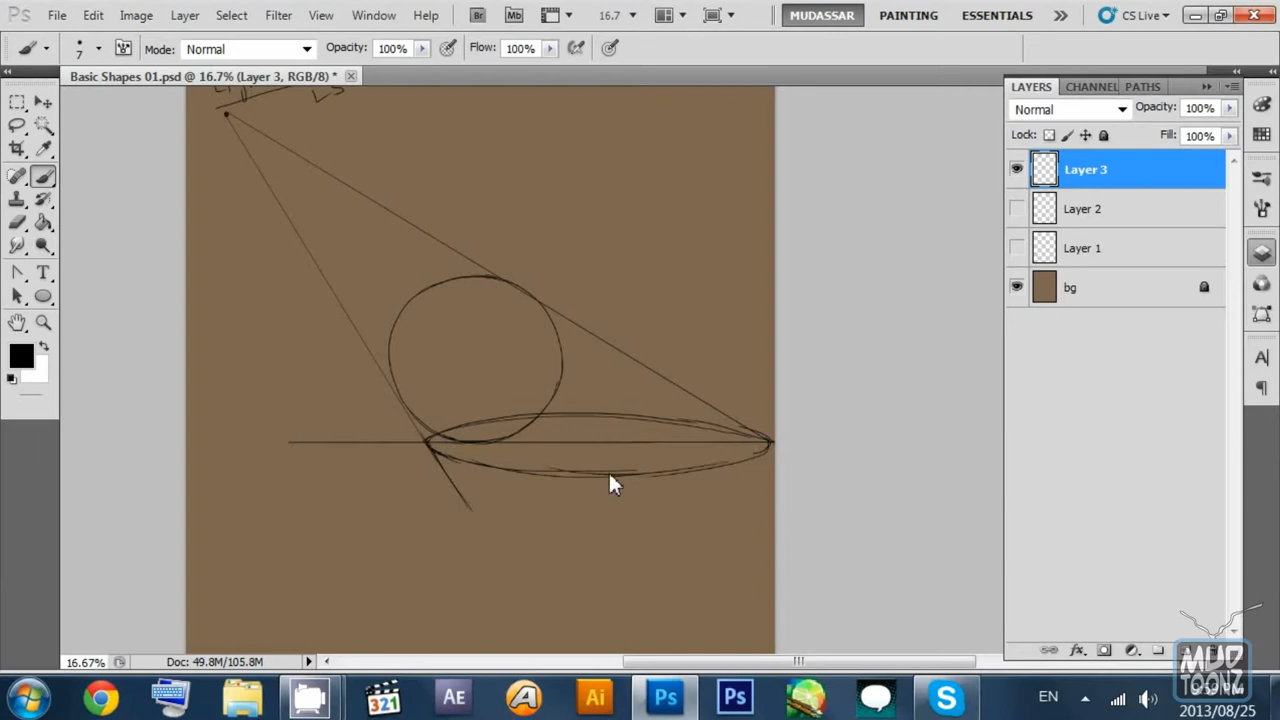 Ps File Edit Image Layer Select Filter View Window Help Br Mb 16.7 MUDASSAR PAINTING ESSENTIALS CS Live
7 Mode: Normal Opacity: 100% Flow: 100%
Basic Shapes 01.psd @ 16.7% (Layer 3, RGB/8) *
LAYERS CHANNEL PATHS
Normal Opacity: 100%
Lock: Fill: 100%
Layer 3
Layer 2
Layer 1
bg
LS
T
A
16.67% Doc: 49.8M/105.8M
MUD
TOONZ
321 AE Ai Ps Ps EN
2013/08/25